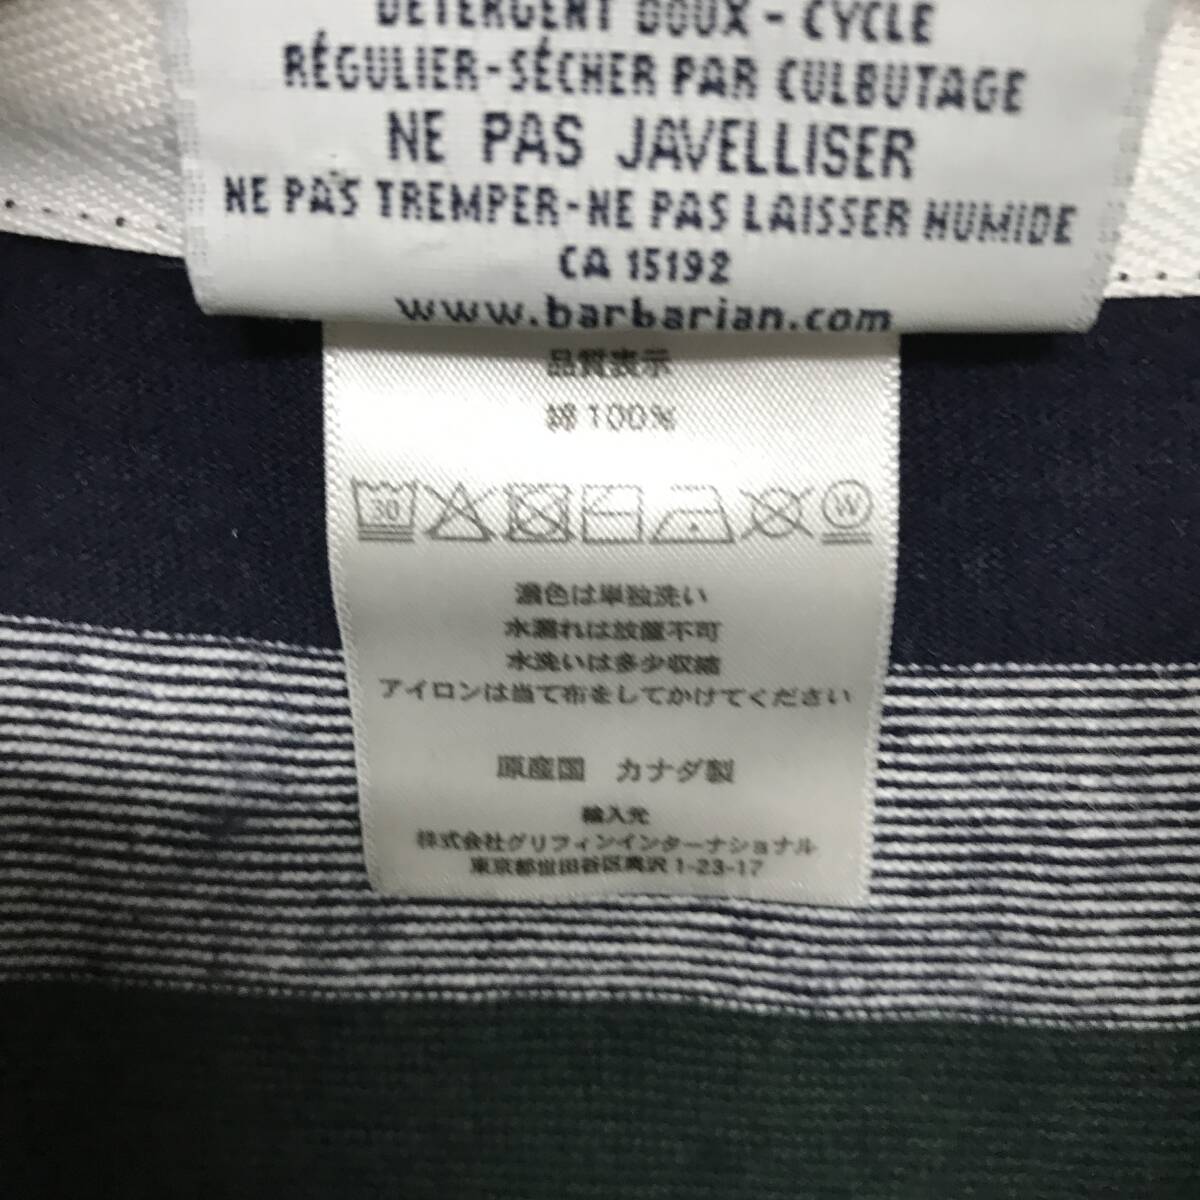 DETERGENT DOUX - CYCLE
RÉGULIER-SÉCHER PAR CULBUTAGE
NE PAS JAVELLISER
NE PAS TREMPER-NE PAS LAISSER HUMIDE
CA 15192
www.barbarian.com
品質表示
綿100%
30 W
濃色は単独洗い
水漏れは放置不可
水洗いは多少収縮
アイロンは当て布をしてかけてください
原産国 カナダ製
輸入元
株式会社グリフィンインターナショナル
東京都世田谷区奥沢1-23-17